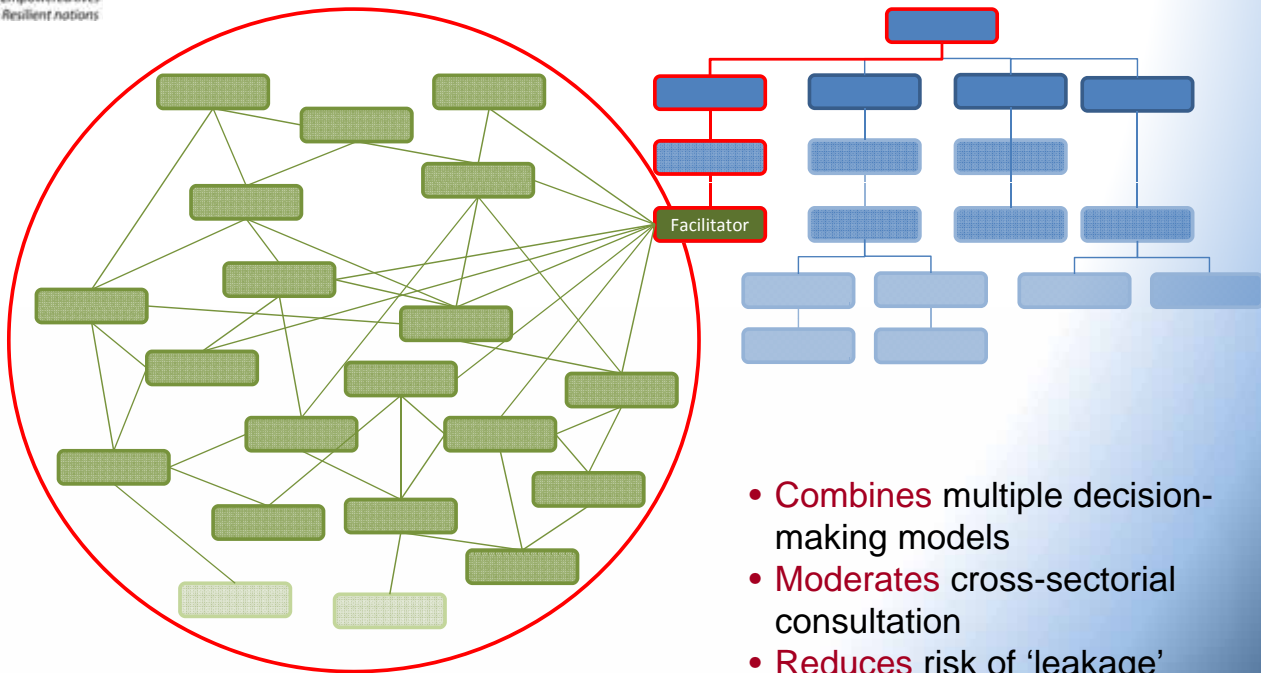 Resilient nations
Facilitator
• Combines multiple decision-
making models
• Moderates cross-sectorial
consultation
• Reduces risk of ‘leakage’